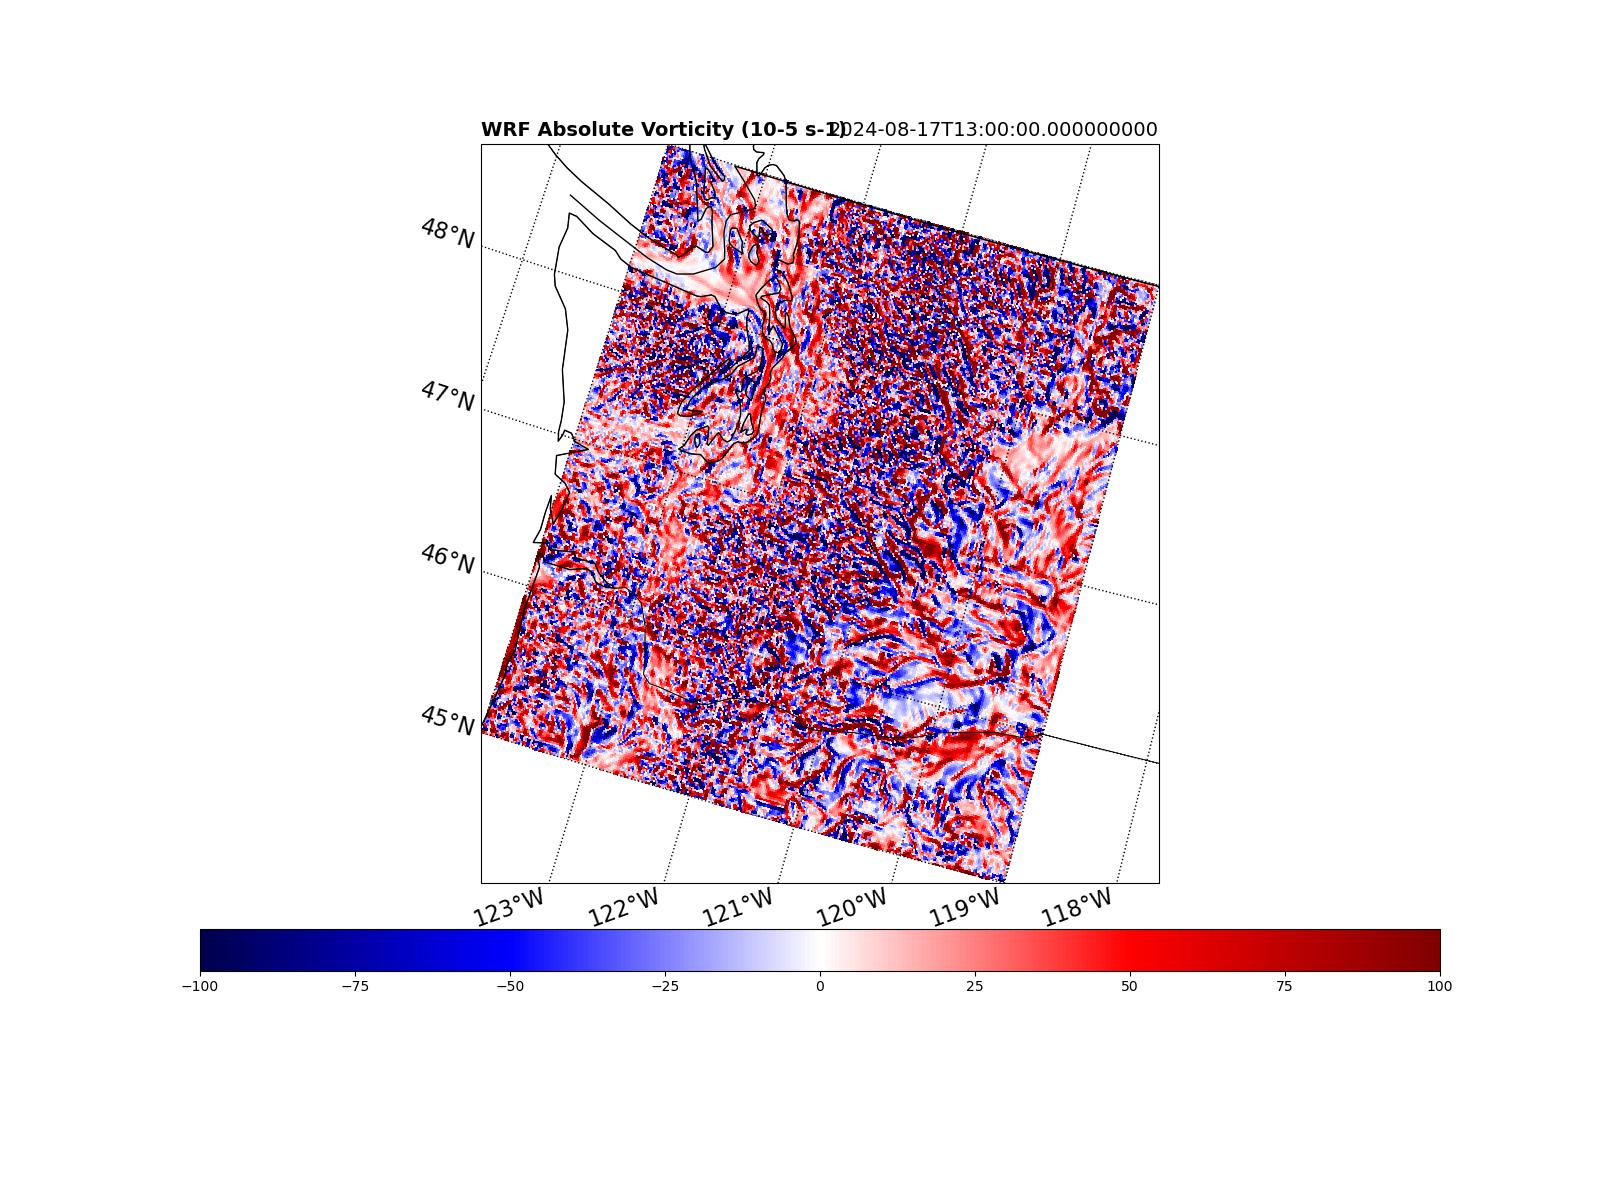 WRF Absolute Vorticity (10-5 s-1)
2024-08-17T13:00:00.000000000
48°N
47°N
46°N
45°N
123°W 122°W 121°W 120°W 119°W 118°W
−100 −75 −50 −25 0 25 50 75 100